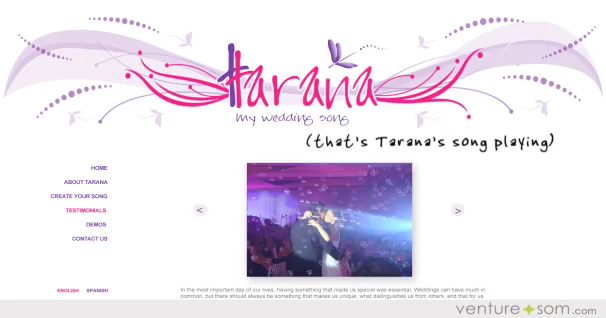 tarana
my wedding song
(that's Tarana's song playing)
HOME
ABOUT TARANA
CREATE YOUR SONG
TESTIMONIALS
DEMOS
CONTACT US
<
>
ENGLISH SPANISH
In the most important day of our lives, having something that made us special was essential. Weddings can have much in
common, but there should always be something that makes us unique, what distinguishes us from others, and that for us,
venture som.com